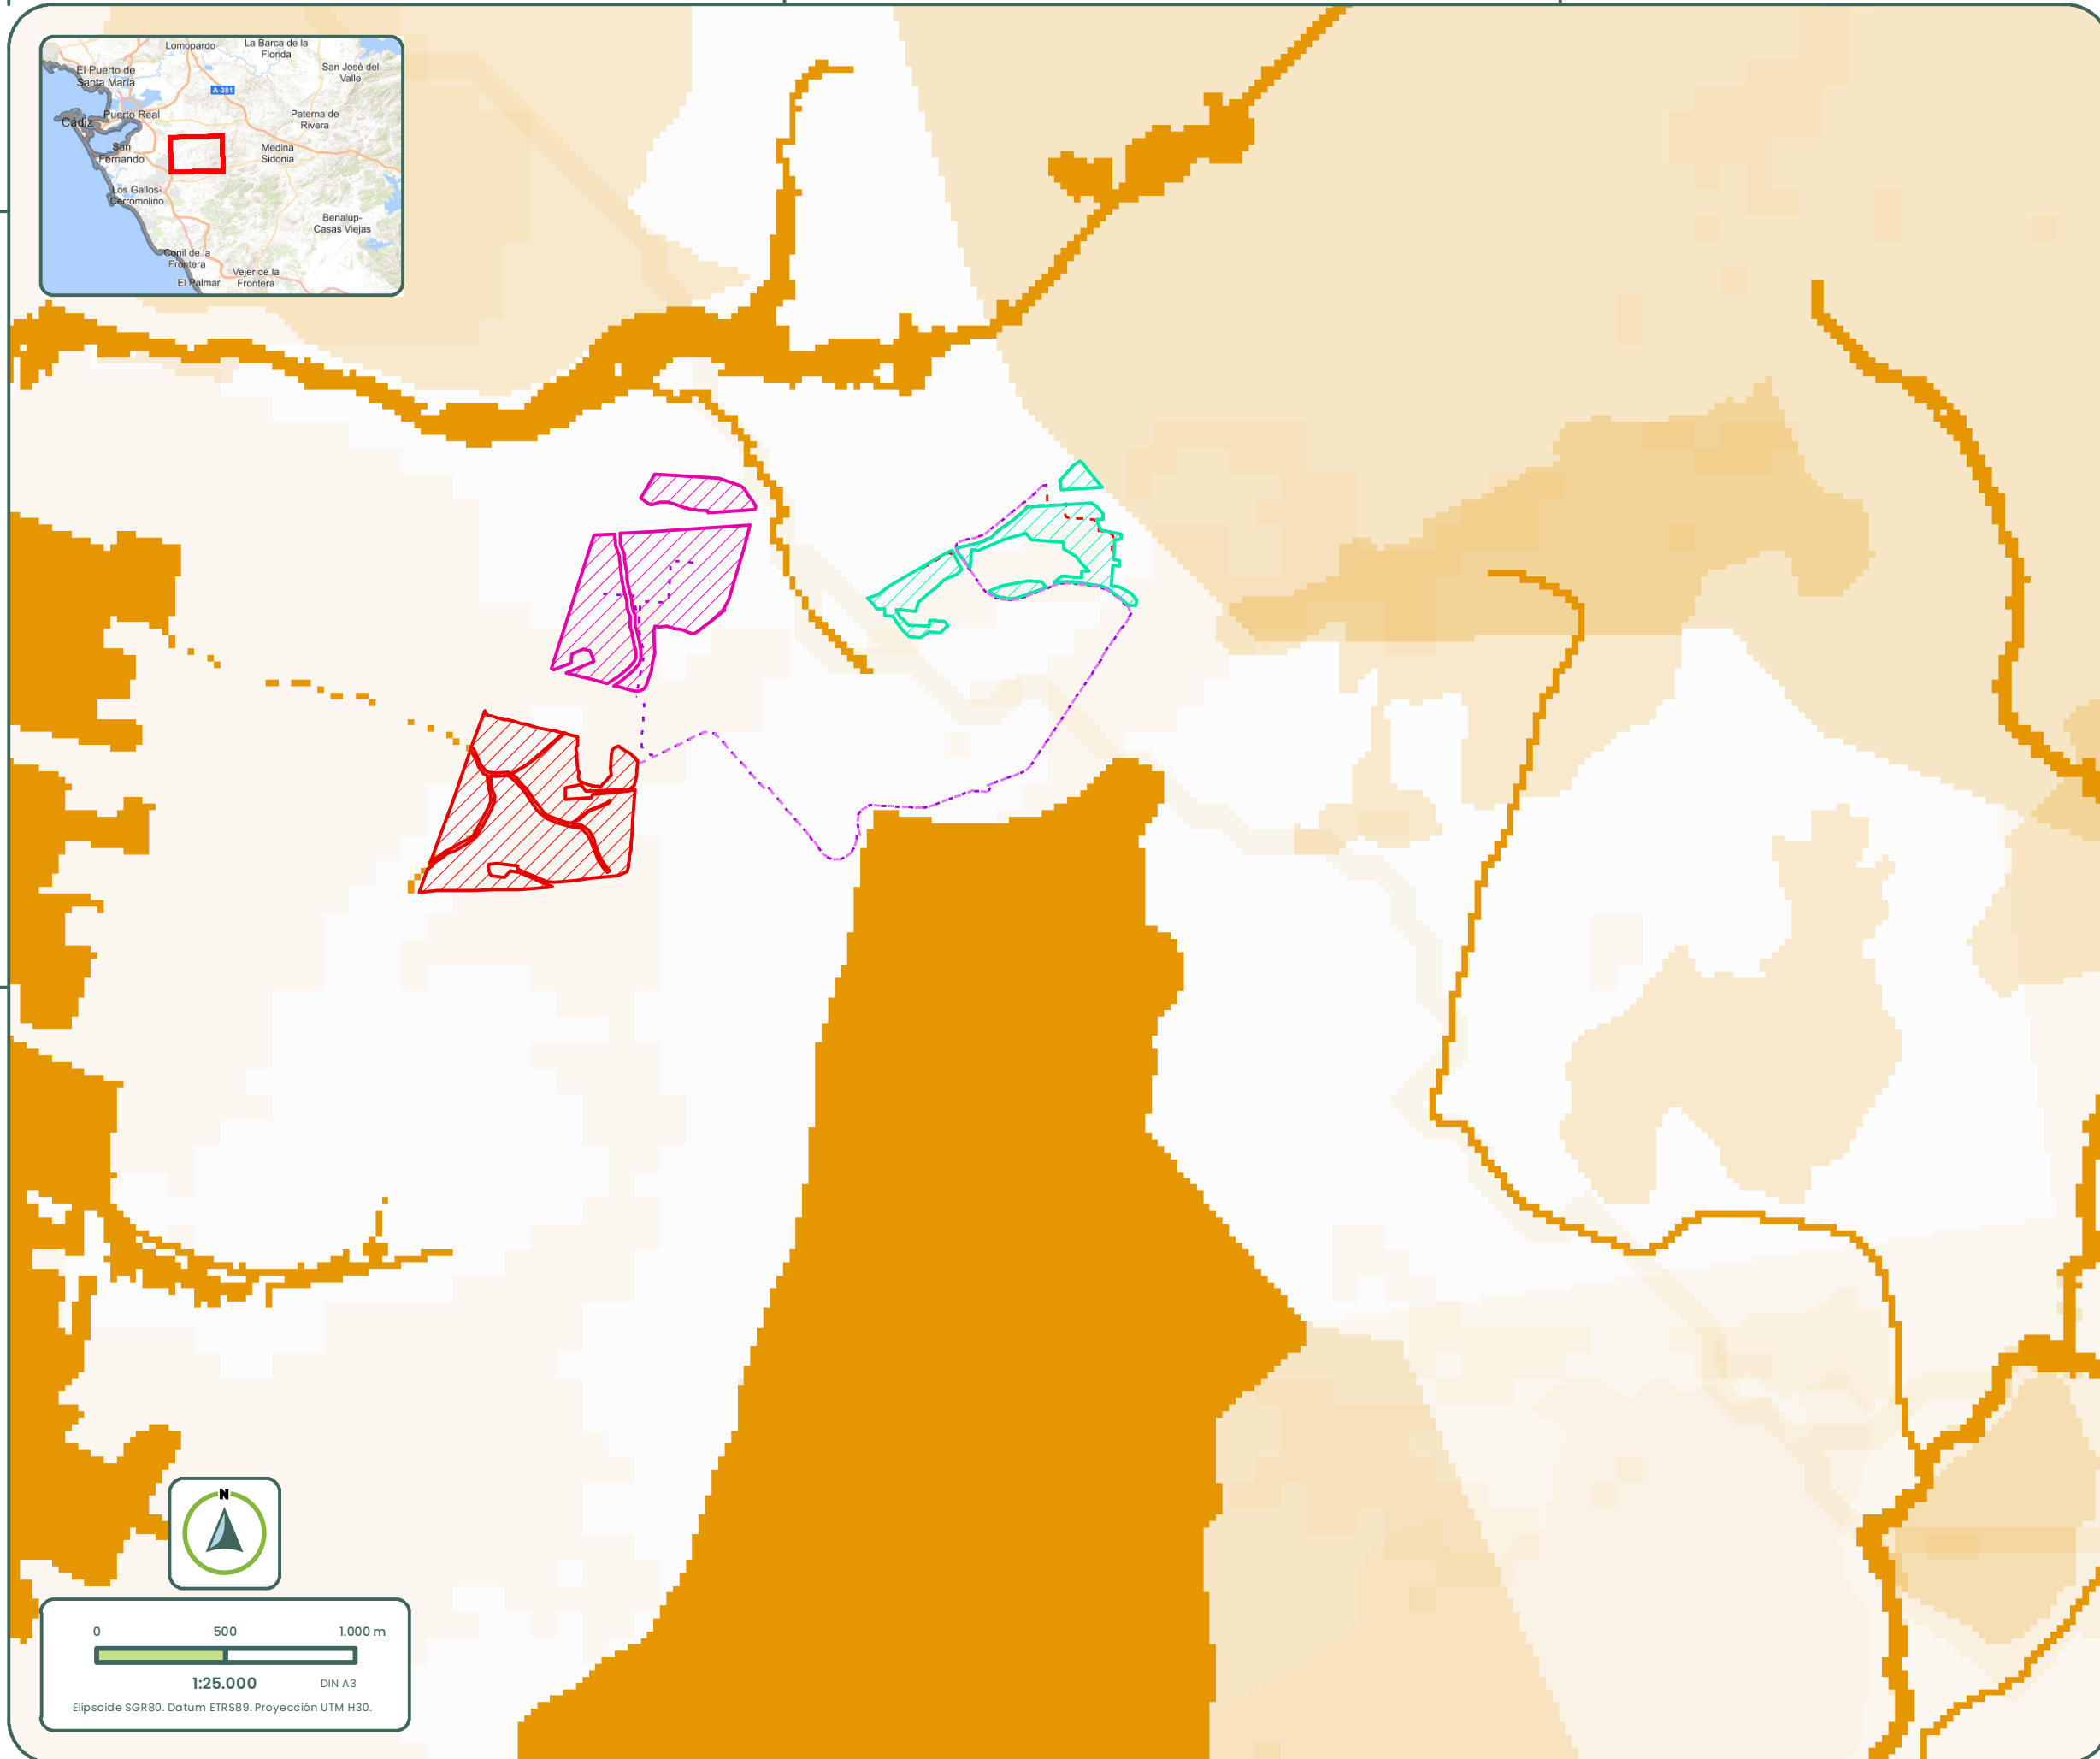 Lomopardo
La Barca de la
Florida
El Puerto de
Santa María
San José del
Valle
A-381
Puerto Real
Cádiz
Paterna de
Rivera
San
Fernando
Medina
Sidonia
Los Gallos-
Cerromolino
Benalup-
Casas Viejas
Conil de la
Frontera
Vejer de la
Frontera
El Palmar
N
0 500 1.000 m
1:25.000 DIN A3
Elipsoide SGR80. Datum ETRS89. Proyección UTM H30.